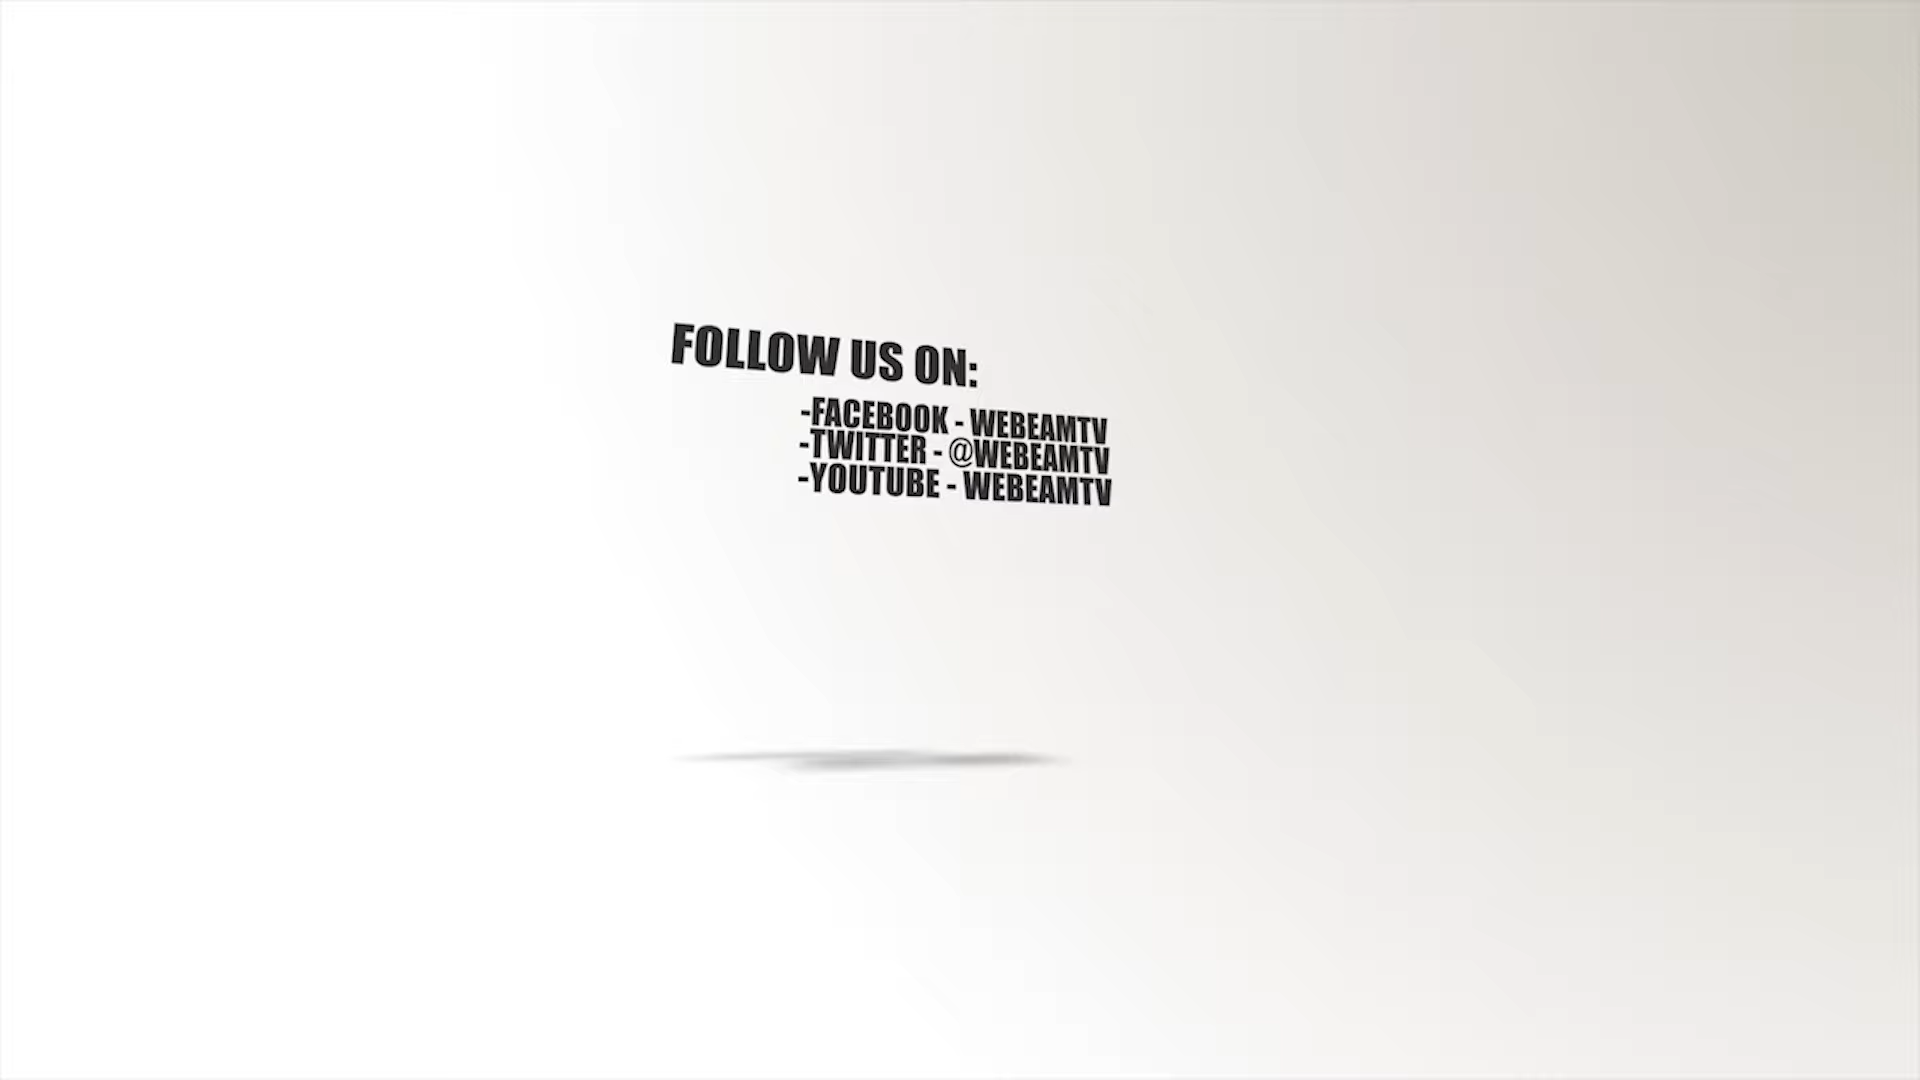 FOLLOW US ON:
-FACEBOOK - WEBEAMTV
-TWITTER - @WEBEAMTV
-YOUTUBE - WEBEAMTV